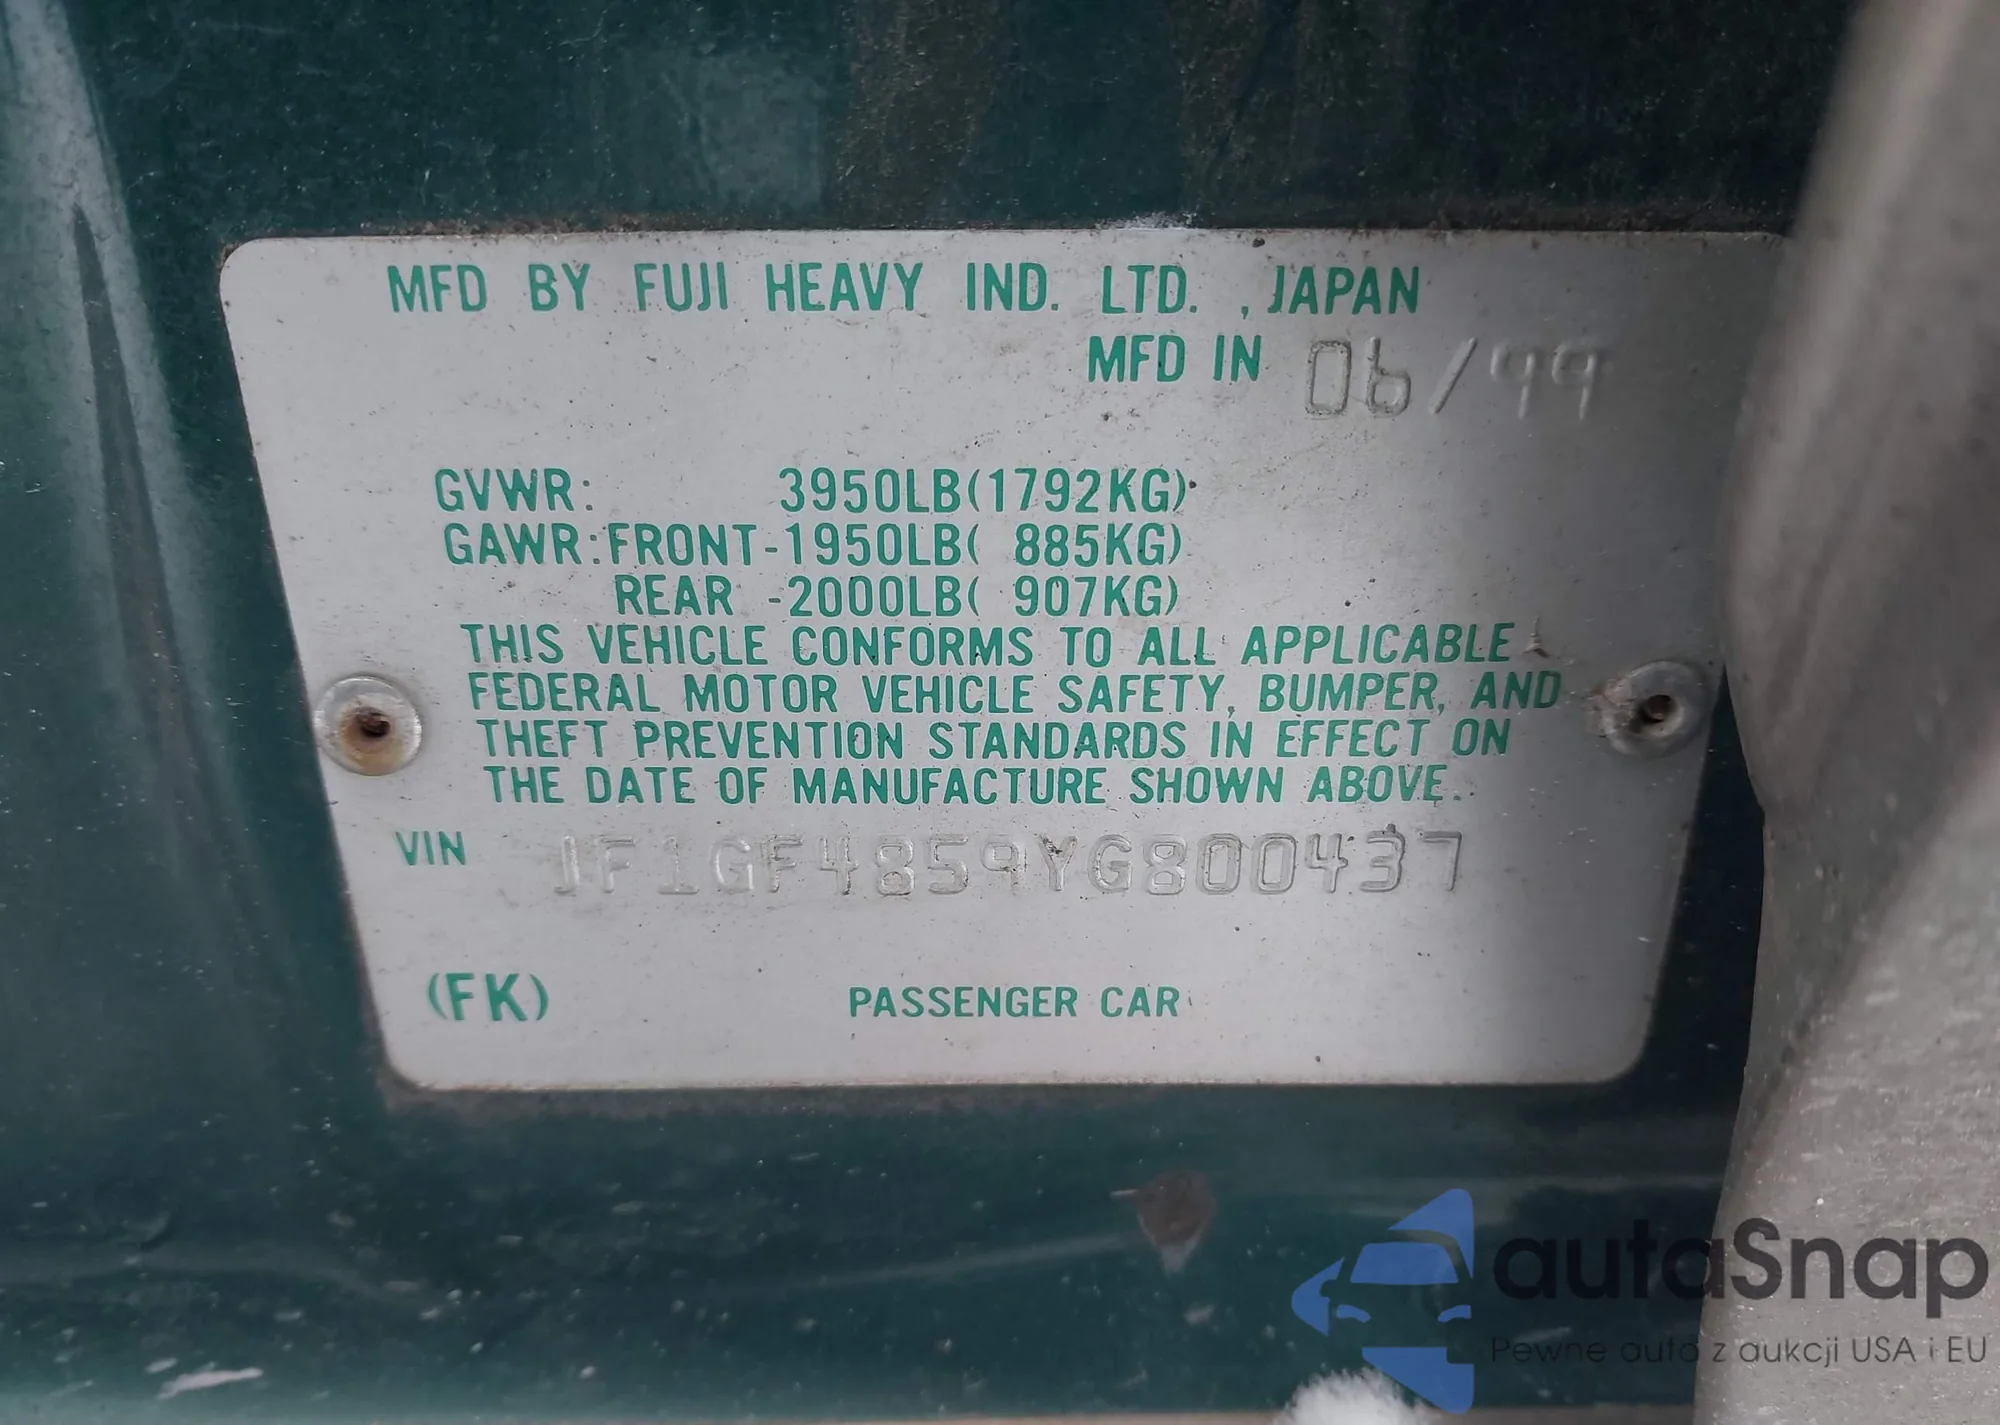 MFD BY FUJI HEAVY IND. LTD. , JAPAN
MFD IN 06/99
GVWR: 3950LB(1792KG)
GAWR:FRONT-1950LB( 885KG)
REAR -2000LB( 907KG)
THIS VEHICLE CONFORMS TO ALL APPLICABLE
FEDERAL MOTOR VEHICLE SAFETY, BUMPER, AND
THEFT PREVENTION STANDARDS IN EFFECT ON
THE DATE OF MANUFACTURE SHOWN ABOVE.
VIN JF1GF4859YG800437
(FK) PASSENGER CAR
autaSnap
Pewne auto z aukcji USA i EU